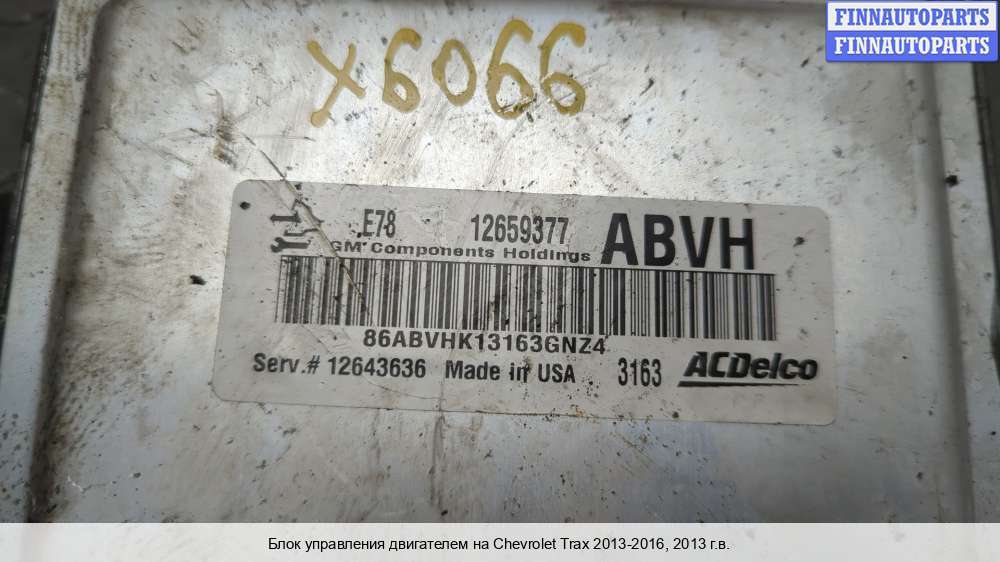 FINNAUTOPARTS
FINNAUTOPARTS
X6066
E78 12659377 ABVH
GM Components Holdings
86ABVHK13163GNZ4
Serv.# 12643636 Made in USA 3163 ACDelco
Блок управления двигателем на Chevrolet Trax 2013-2016, 2013 г.в.